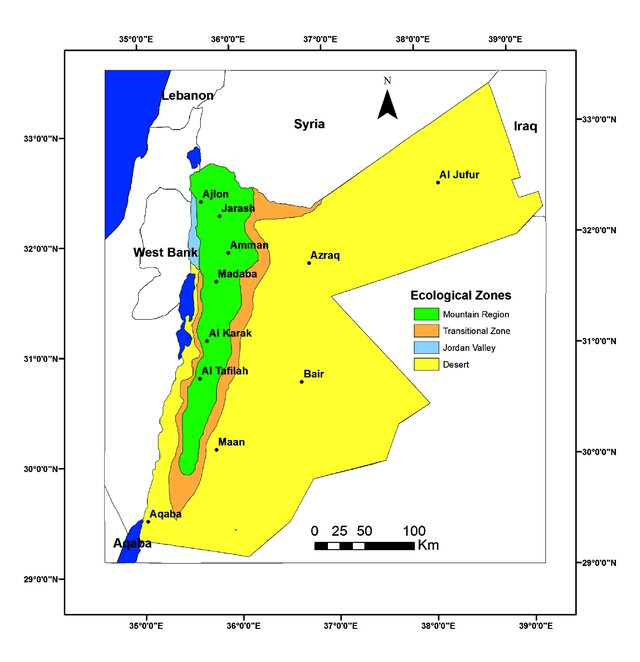 35°0'0"E
36°0'0"E
37°0'0"E
38°0'0"E
39°0'0"E
N
Lebanon
Syria
Iraq
33°0'0"N
33°0'0"N
Al Jufur
Ajlon
Jarash
32°0'0"N
32°0'0"N
West Bank
Amman
Azraq
Madaba
Ecological Zones
Mountain Region
Transitional Zone
Jordan Valley
Desert
31°0'0"N
31°0'0"N
Al Karak
Al Tafilah
Bair
Maan
30°0'0"N
30°0'0"N
Aqaba
Aqaba
0 25 50 100
Km
29°0'0"N
29°0'0"N
35°0'0"E
36°0'0"E
37°0'0"E
38°0'0"E
39°0'0"E